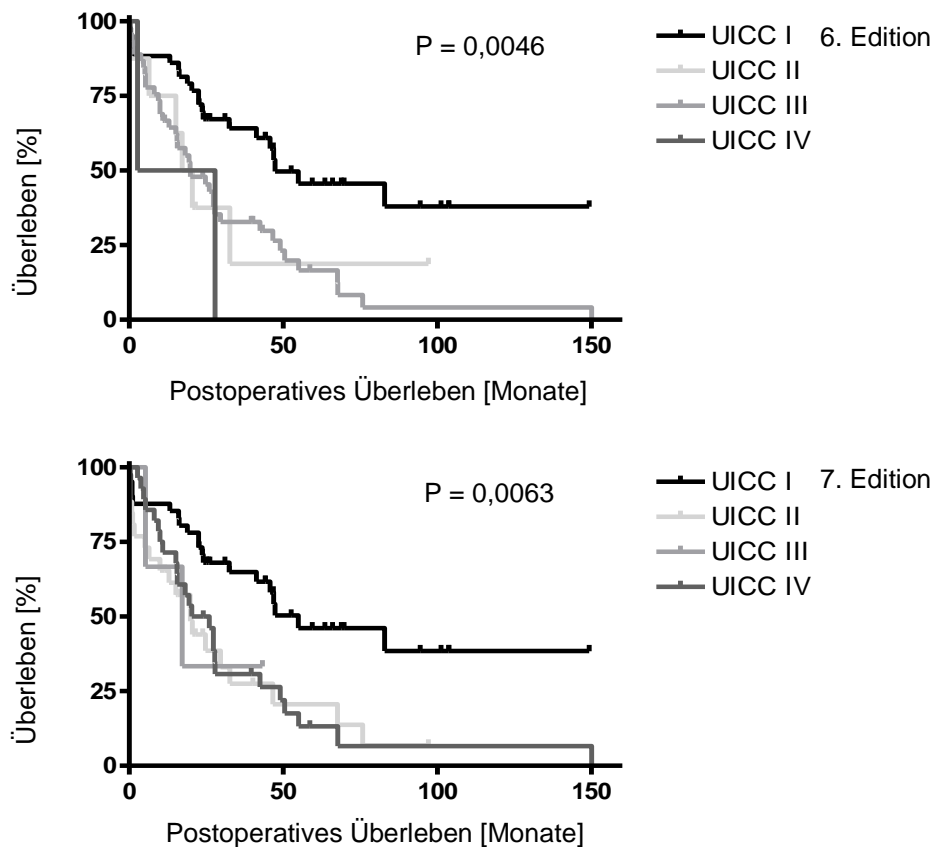 100
75
50
25
0
Überleben [%]
P = 0,0046
UICC I
UICC II
UICC III
UICC IV
6. Edition
0
50
100
150
Postoperatives Überleben [Monate]
100
75
50
25
0
Überleben [%]
P = 0,0063
UICC I
UICC II
UICC III
UICC IV
7. Edition
0
50
100
150
Postoperatives Überleben [Monate]